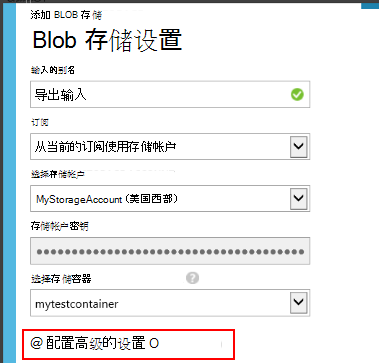 添加 BLOB 存储
Blob 存储设置
输入的别名
导出输入
订阅
从当前的订阅使用存储帐户
选择存储帐户
MyStorageAccount (美国西部)
存储帐户密钥
选择存储容器
mytestcontainer
@ 配置高级的设置 O